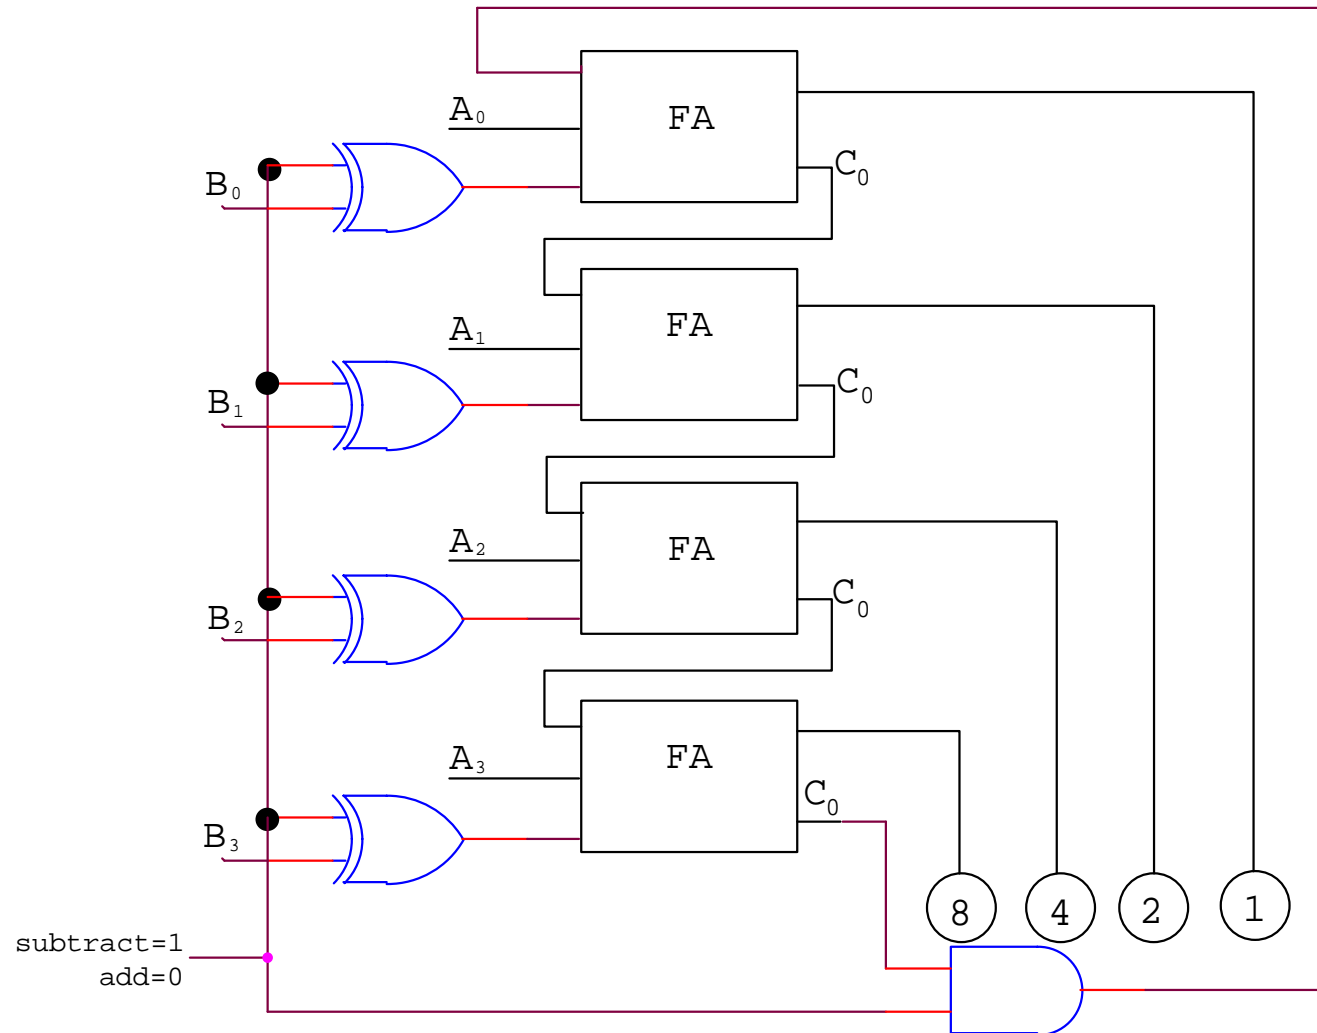 A₀
FA
C₀
B₀
A₁
FA
C₀
B₁
A₂
FA
C₀
B₂
A₃
FA
C₀
B₃
8
4
2
1
subtract=1
add=0